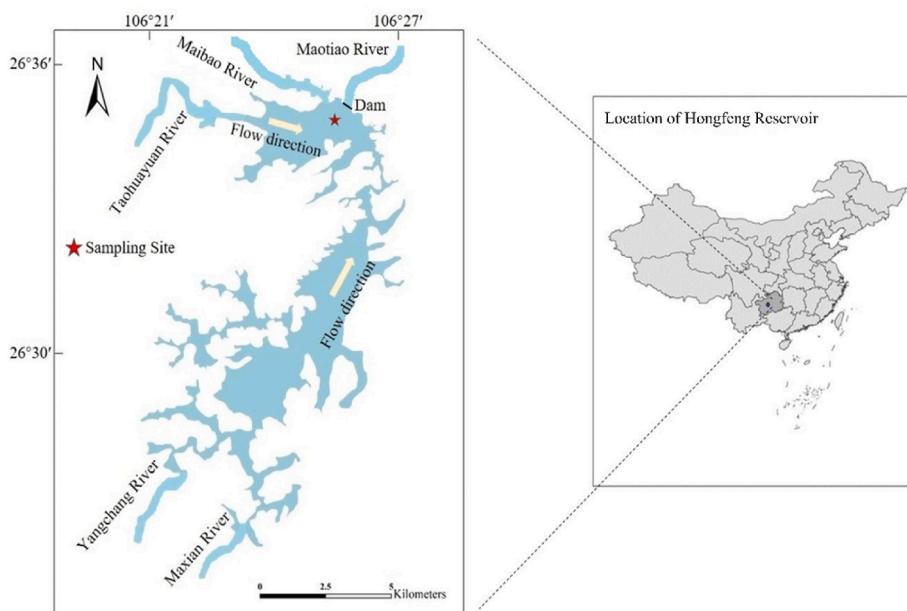 106°21′
106°27′
26°36′
26°30′
N
Maibao River
Maotiao River
Dam
Flow direction
Taohuayuan River
Sampling Site
Flow direction
Yangchang River
Maxian River
0
2.5
5
Kilometers
Location of Hongfeng Reservoir